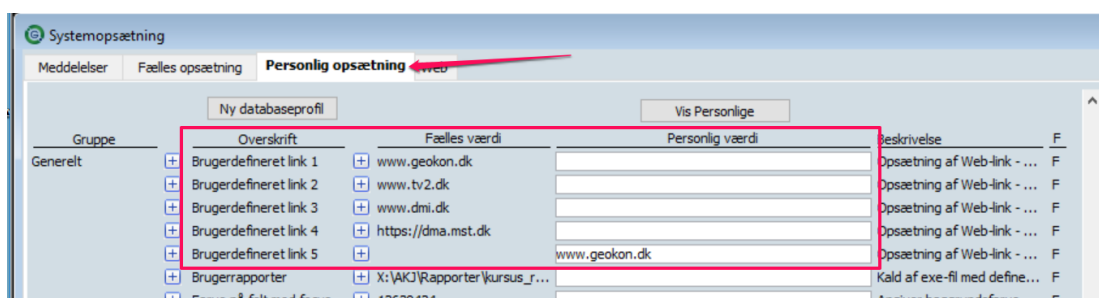 Systemopsætning
Meddelelser Fælles opsætning Personlig opsætning Web
Ny databaseprofil Vis Personlige
Gruppe Overskrift Fælles værdi Personlig værdi Beskrivelse F
Generelt Brugerdefineret link 1 www.geokon.dk Opsætning af Web-link - ... F
Brugerdefineret link 2 www.tv2.dk Opsætning af Web-link - ... F
Brugerdefineret link 3 www.dmi.dk Opsætning af Web-link - ... F
Brugerdefineret link 4 https://dma.mst.dk Opsætning af Web-link - ... F
Brugerdefineret link 5 www.geokon.dk Opsætning af Web-link - ... F
Brugerrapporter X:\AKJ\Rapporter\kursus_r... Kald af exe-fil med define... F